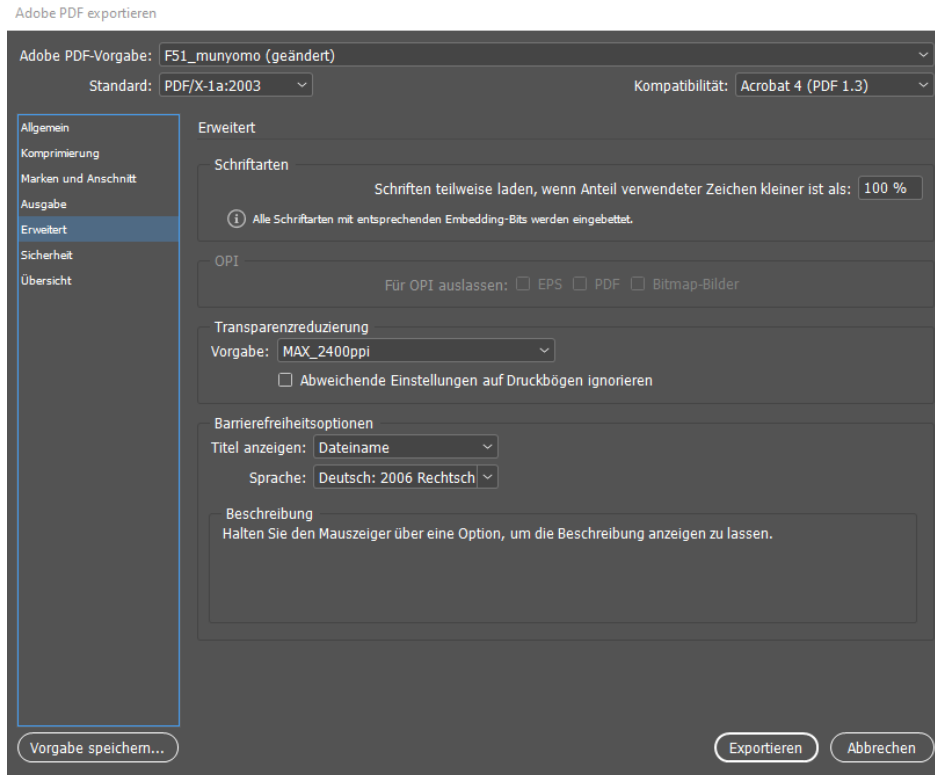 Adobe PDF exportieren
Adobe PDF-Vorgabe: F51_munyomo (geändert)
Standard: PDF/X-1a:2003 Kompatibilität: Acrobat 4 (PDF 1.3)
Allgemein
Komprimierung
Marken und Anschnitt
Ausgabe
Erweitert
Sicherheit
Übersicht
Erweitert
Schriftarten
Schriften teilweise laden, wenn Anteil verwendeter Zeichen kleiner ist als: 100 %
Alle Schriftarten mit entsprechenden Embedding-Bits werden eingebettet.
OPI
Für OPI auslassen: EPS PDF Bitmap-Bilder
Transparenzreduzierung
Vorgabe: MAX_2400ppi
Abweichende Einstellungen auf Druckbögen ignorieren
Barrierefreiheitsoptionen
Titel anzeigen: Dateiname
Sprache: Deutsch: 2006 Rechtsch
Beschreibung
Halten Sie den Mauszeiger über eine Option, um die Beschreibung anzeigen zu lassen.
Vorgabe speichern... Exportieren Abbrechen